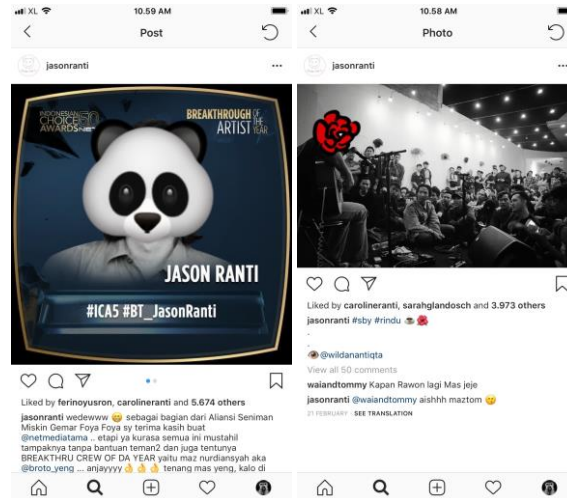 XL 10.59 AM
Post
jasonranti
INDONESIAN
CHOICE
AWARDS 5.0
BREAKTHROUGH OF
ARTIST THE
YEAR
JASON RANTI
#ICA5 #BT_JasonRanti
Liked by ferinoyusron, carolineranti and 5.674 others
jasonranti wedewww 😄 sebagai bagian dari Aliansi Seniman
Miskin Gemar Foya Foya sy terima kasih buat
@netmediatama .. etapi ya kurasa semua ini mustahil
tampaknya tanpa bantuan teman2 dan juga tentunya
BREAKTHRU CREW OF DA YEAR yaitu maz nurdiansyah aka
@broto_yeng ... anjayyyy👌👌👌 tenang mas yeng, kalo di
XL 10.58 AM
Photo
jasonranti
Liked by carolineranti, sarahglandosch and 3.973 others
jasonranti #sby #rindu ☕🌺
.
.
👁@wildanantiqta
View all 50 comments
waiandtommy Kapan Rawon lagi Mas jeje
jasonranti @waiandtommy aishhh maztom 😗
21 FEBRUARY · SEE TRANSLATION